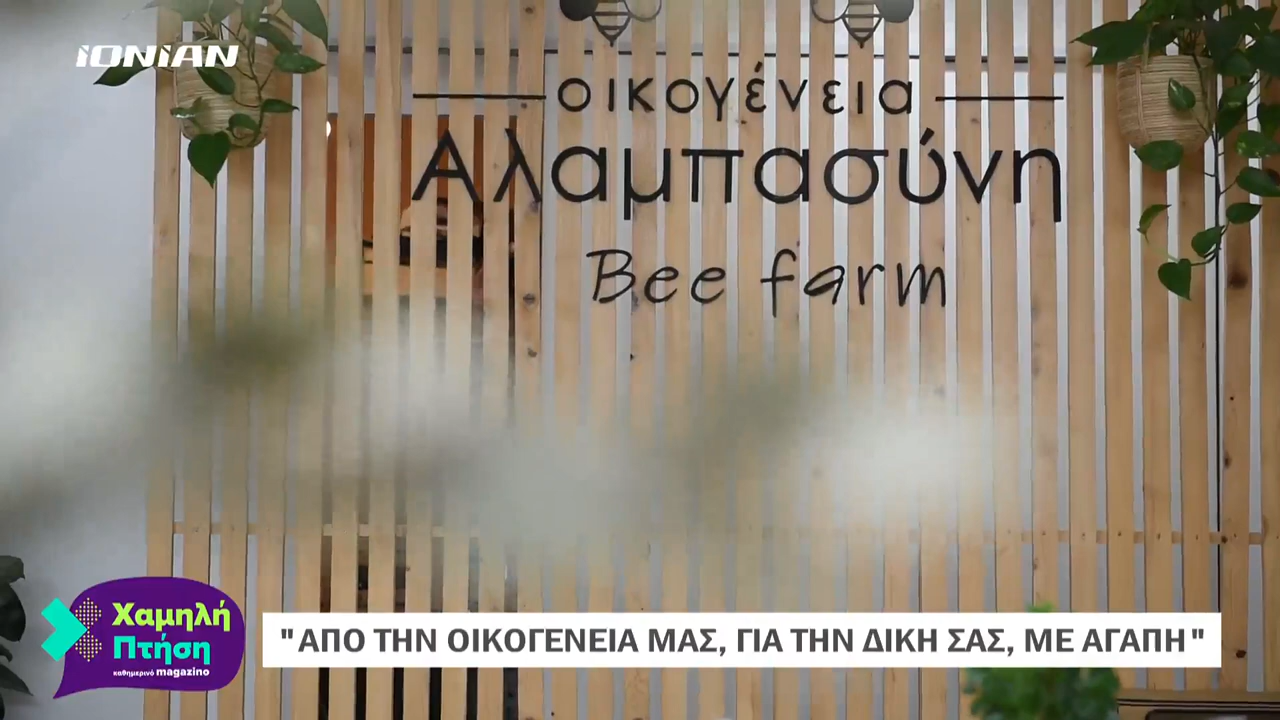 IONIAN
οικογένεια
Αλαμπασύνη
Bee farm
Χαμηλή
Πτήση
καθημερινό magazino
"ΑΠΟ ΤΗΝ ΟΙΚΟΓΕΝΕΙΑ ΜΑΣ, ΓΙΑ ΤΗΝ ΔΙΚΗ ΣΑΣ, ΜΕ ΑΓΑΠΗ"